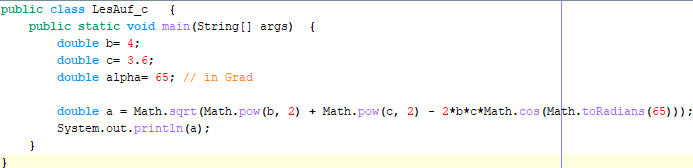 public class LesAuf_c   {
    public static void main(String[] args)  {
        double b= 4;
        double c= 3.6;
        double alpha= 65; // in Grad

        double a = Math.sqrt(Math.pow(b, 2) + Math.pow(c, 2) - 2*b*c*Math.cos(Math.toRadians(65)));
        System.out.println(a);
    }
}